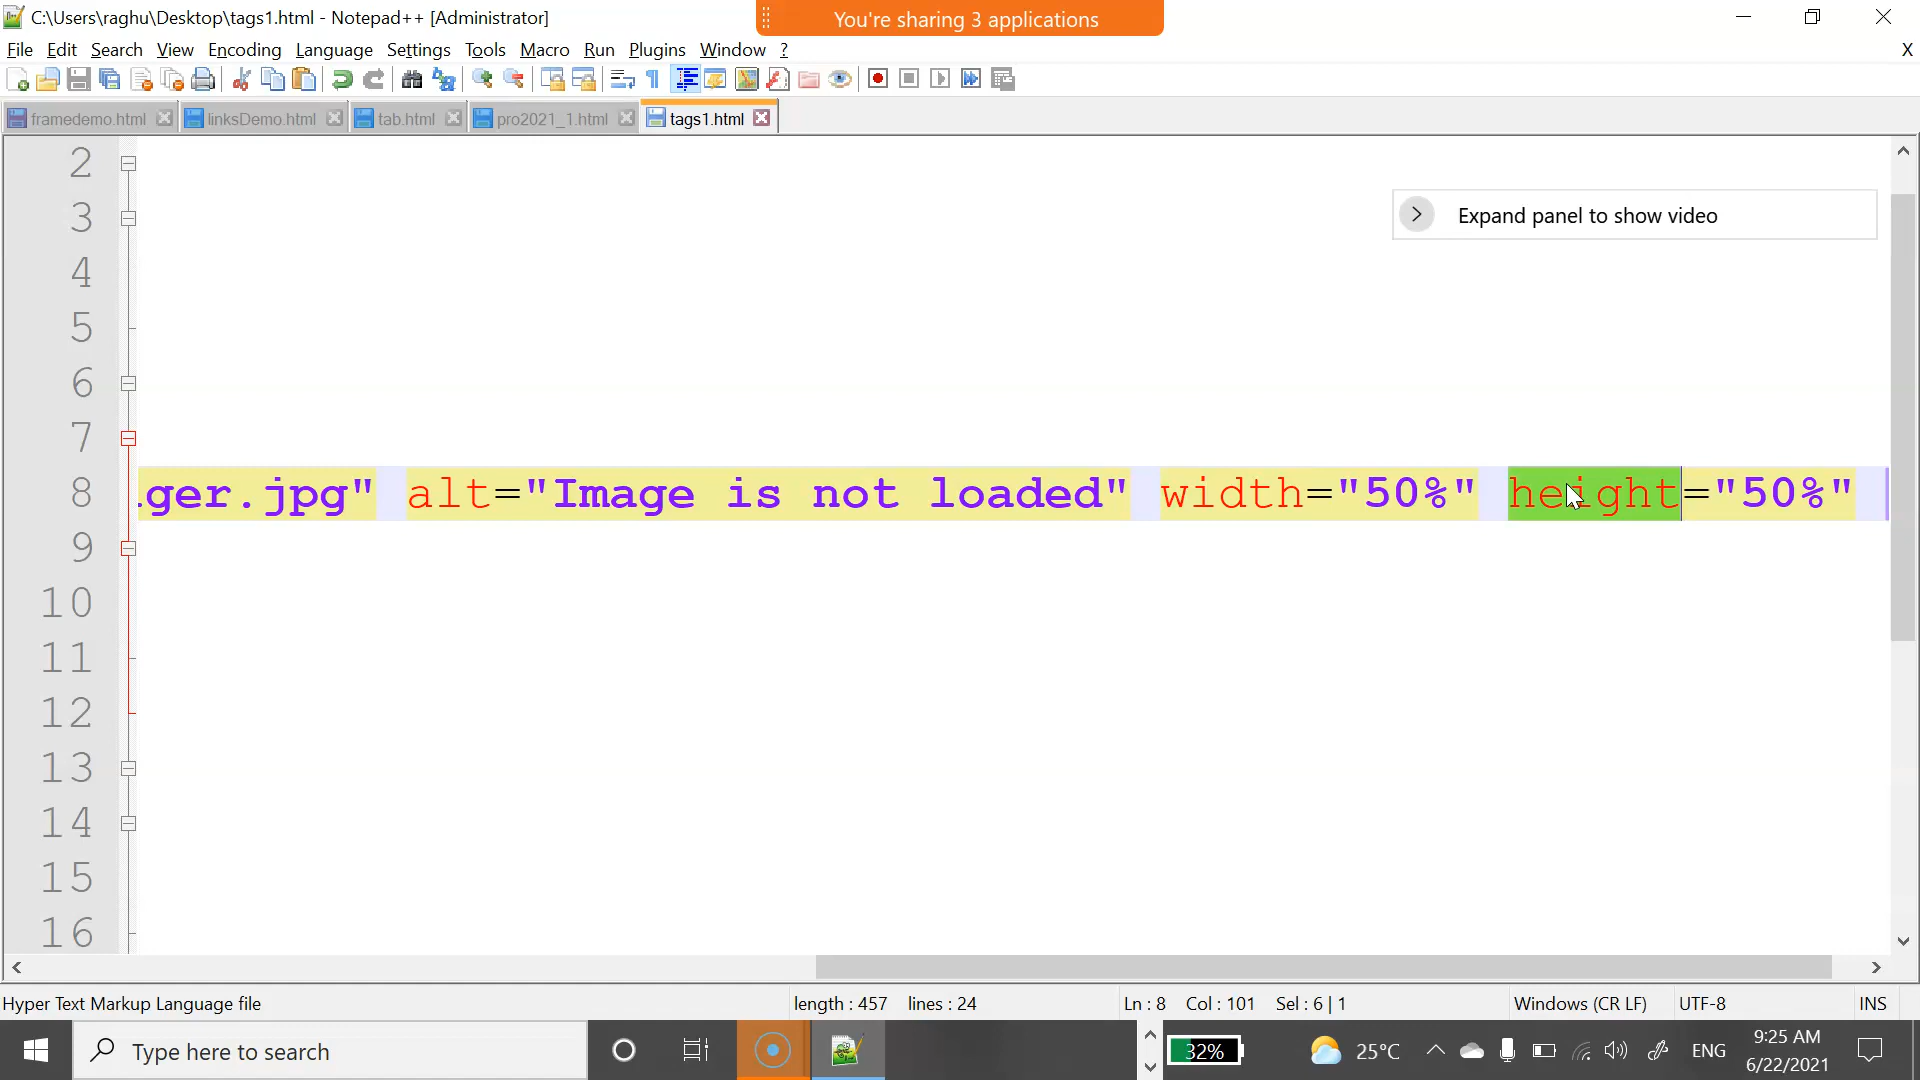 C:\Users\raghu\Desktop\tags1.html - Notepad++ [Administrator]
You're sharing 3 applications
File Edit Search View Encoding Language Settings Tools Macro Run Plugins Window ?
X
framedemo.html linksDemo.html tab.html pro2021_1.html tags1.html
2
Expand panel to show video
3
4
5
6
7
8 ger.jpg" alt="Image is not loaded" width="50%" height="50%"
9
10
11
12
13
14
15
16
Hyper Text Markup Language file length : 457 lines : 24 Ln : 8 Col : 101 Sel : 6 | 1 Windows (CR LF) UTF-8 INS
Type here to search
32%
25°C
ENG
9:25 AM
6/22/2021